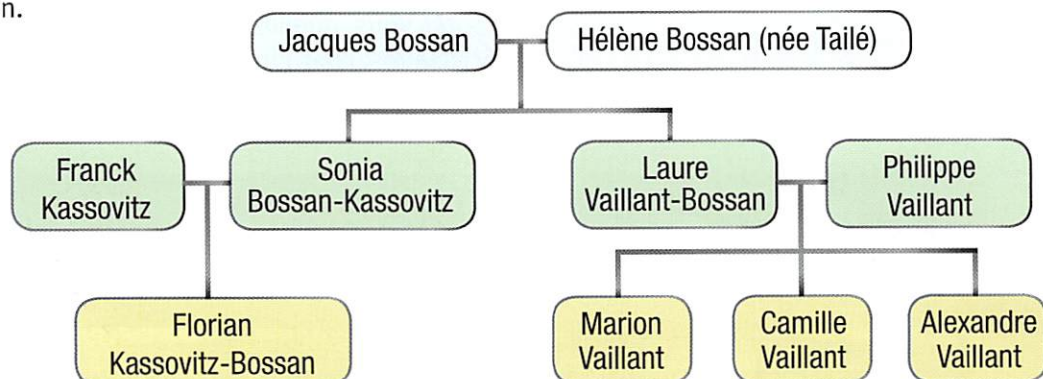 n.
Jacques Bossan
Hélène Bossan (née Tailé)
Franck
Kassovitz
Sonia
Bossan-Kassovitz
Laure
Vaillant-Bossan
Philippe
Vaillant
Florian
Kassovitz-Bossan
Marion
Vaillant
Camille
Vaillant
Alexandre
Vaillant